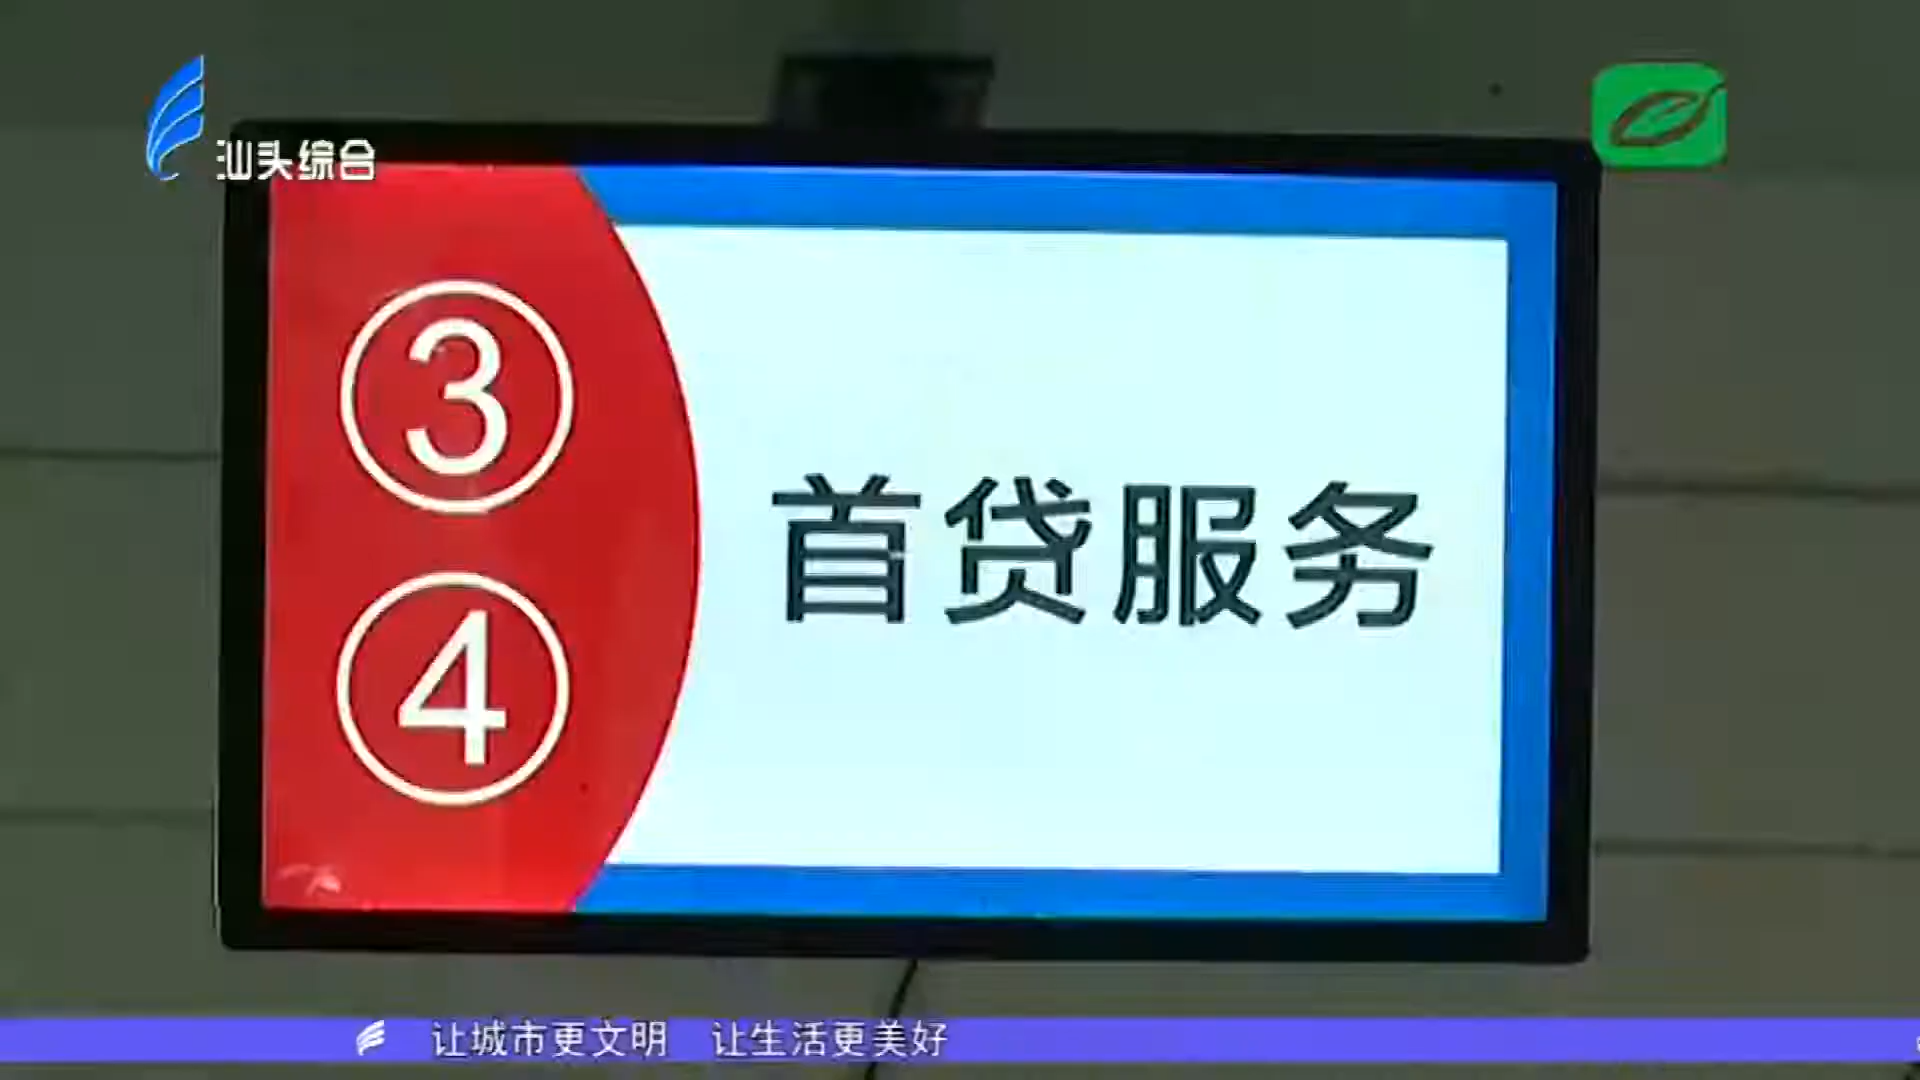 汕头综合
③
④
首贷服务
让城市更文明 让生活更美好